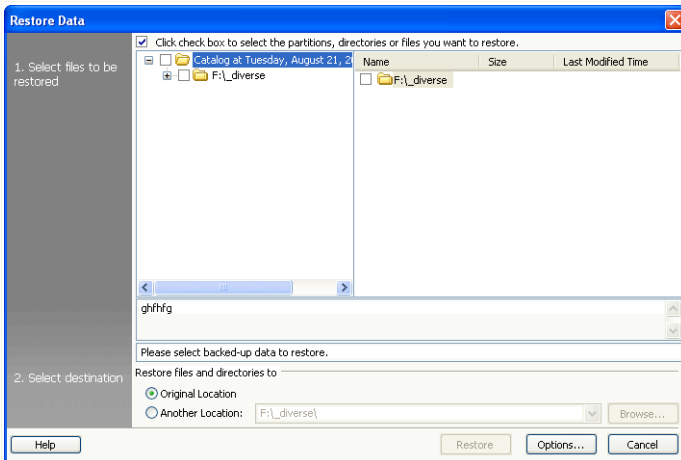 Restore Data
Click check box to select the partitions, directories or files you want to restore.
1. Select files to be
restored
Catalog at Tuesday, August 21, 2
F:\_diverse
Name Size Last Modified Time
F:\_diverse
ghfhfg
Please select backed-up data to restore.
2. Select destination
Restore files and directories to
Original Location
Another Location: F:\_diverse\ Browse...
Help Restore Options... Cancel